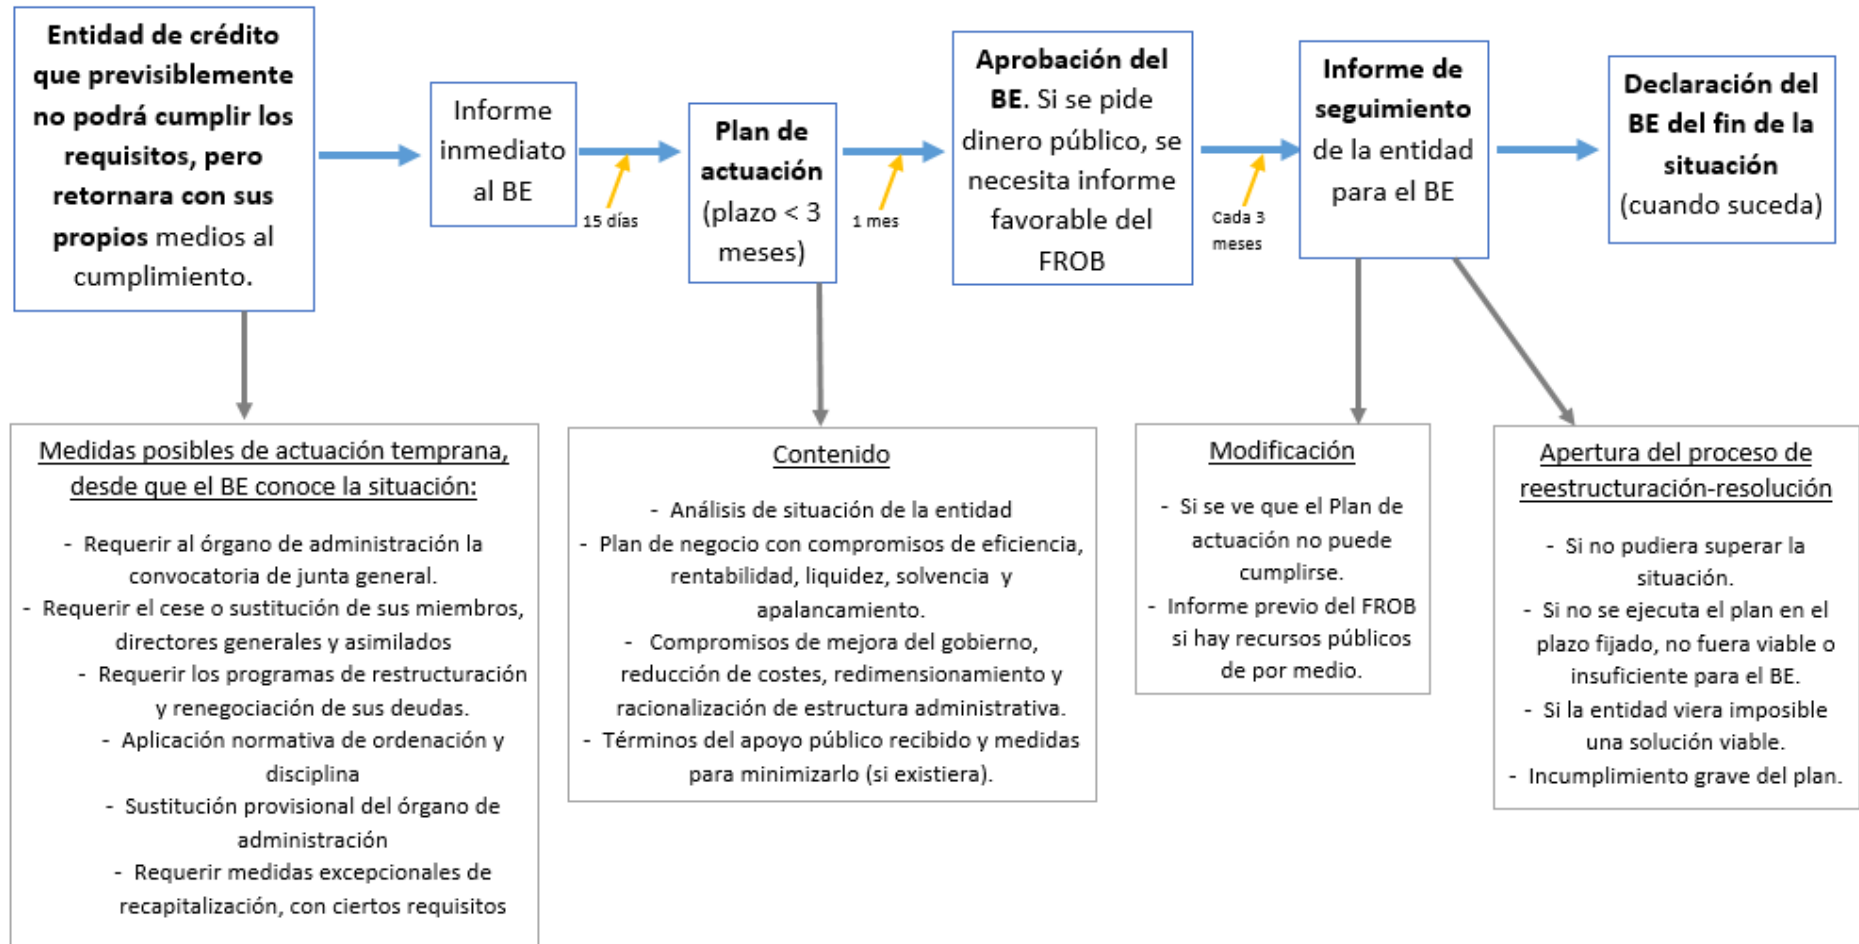 Entidad de crédito
que previsiblemente
no podrá cumplir los
requisitos, pero
retornara con sus
propios medios al
cumplimiento.
Informe
inmediato
al BE
15 días
Plan de
actuación
(plazo < 3
meses)
1 mes
Aprobación del
BE. Si se pide
dinero público, se
necesita informe
favorable del
FROB
Cada 3
meses
Informe de
seguimiento
de la entidad
para el BE
Declaración del
BE del fin de la
situación
(cuando suceda)
Medidas posibles de actuación temprana,
desde que el BE conoce la situación:
- Requerir al órgano de administración la
convocatoria de junta general.
- Requerir el cese o sustitución de sus miembros,
directores generales y asimilados
- Requerir los programas de restructuración
y renegociación de sus deudas.
- Aplicación normativa de ordenación y
disciplina
- Sustitución provisional del órgano de
administración
- Requerir medidas excepcionales de
recapitalización, con ciertos requisitos
Contenido
- Análisis de situación de la entidad
- Plan de negocio con compromisos de eficiencia,
rentabilidad, liquidez, solvencia y
apalancamiento.
- Compromisos de mejora del gobierno,
reducción de costes, redimensionamiento y
racionalización de estructura administrativa.
- Términos del apoyo público recibido y medidas
para minimizarlo (si existiera).
Modificación
- Si se ve que el Plan de
actuación no puede
cumplirse.
- Informe previo del FROB
si hay recursos públicos
de por medio.
Apertura del proceso de
reestructuración-resolución
- Si no pudiera superar la
situación.
- Si no se ejecuta el plan en el
plazo fijado, no fuera viable o
insuficiente para el BE.
- Si la entidad viera imposible
una solución viable.
- Incumplimiento grave del plan.